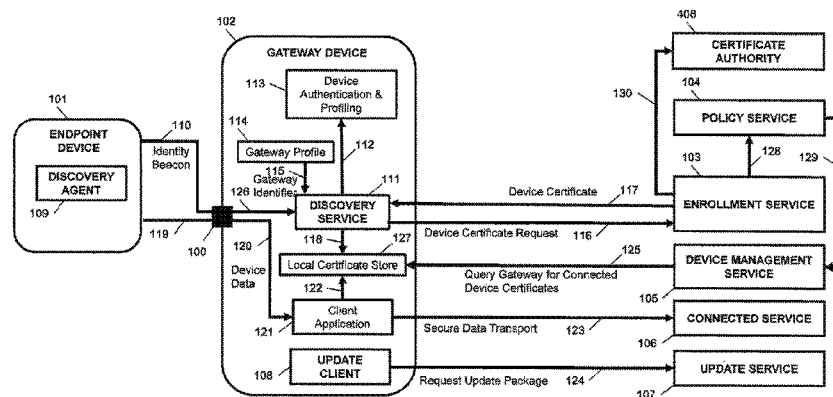 102
GATEWAY DEVICE
113
Device
Authentication &
Profiling
114
Gateway Profile
115
112
Gateway
Identifier
111
126
DISCOVERY
SERVICE
118
127
Local Certificate Store
122
Client
Application
121
108
UPDATE
CLIENT
101
ENDPOINT
DEVICE
DISCOVERY
AGENT
109
110
Identity
Beacon
119
100
120
Device
Data
408
CERTIFICATE
AUTHORITY
130
104
POLICY SERVICE
128
129
103
ENROLLMENT SERVICE
Device Certificate
117
Device Certificate Request
116
125
Query Gateway for Connected
Device Certificates
DEVICE MANAGEMENT
SERVICE
105
CONNECTED SERVICE
Secure Data Transport
123
106
UPDATE SERVICE
Request Update Package
124
107